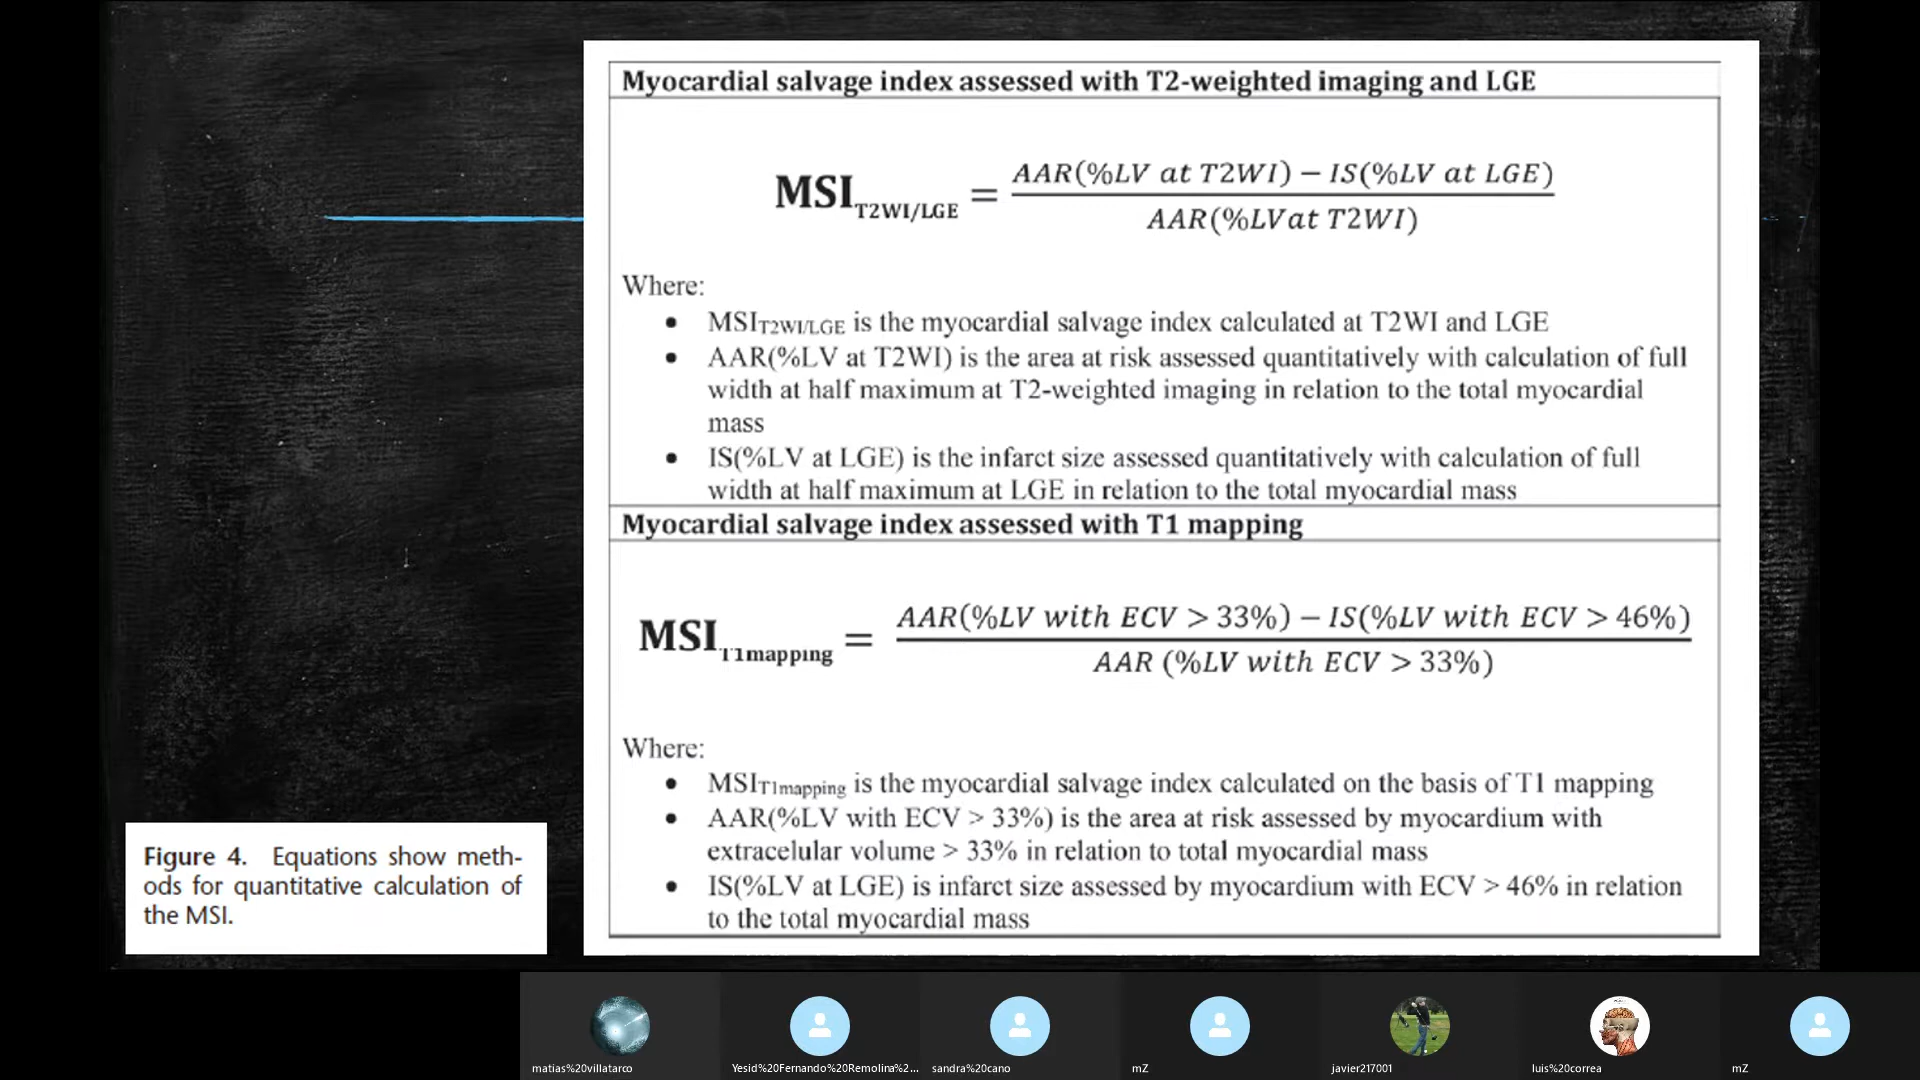 Myocardial salvage index assessed with T2-weighted imaging and LGE
MSI T2WI/LGE = AAR(%LV at T2WI) – IS(%LV at LGE)
AAR(%LVat T2WI)
Where:
• MSIT2WI/LGE is the myocardial salvage index calculated at T2WI and LGE
• AAR(%LV at T2WI) is the area at risk assessed quantitatively with calculation of full
width at half maximum at T2-weighted imaging in relation to the total myocardial
mass
• IS(%LV at LGE) is the infarct size assessed quantitatively with calculation of full
width at half maximum at LGE in relation to the total myocardial mass
Myocardial salvage index assessed with T1 mapping
MSI T1mapping = AAR(%LV with ECV > 33%) – IS(%LV with ECV > 46%)
AAR (%LV with ECV > 33%)
Where:
• MSIT1mapping is the myocardial salvage index calculated on the basis of T1 mapping
• AAR(%LV with ECV > 33%) is the area at risk assessed by myocardium with
extracelular volume > 33% in relation to total myocardial mass
• IS(%LV at LGE) is infarct size assessed by myocardium with ECV > 46% in relation
to the total myocardial mass
Figure 4. Equations show meth-
ods for quantitative calculation of
the MSI.
matias%20villatarco
Yesid%20Fernando%20Remolina%2...
sandra%20cano
mZ
javier217001
luis%20correa
mZ